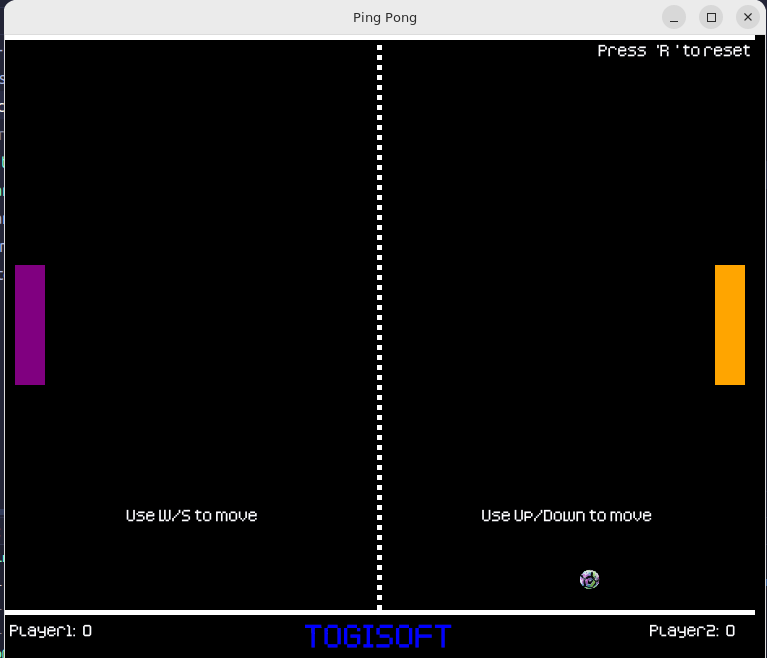 Ping Pong
Press 'R ' to reset
Use W/S to move
Use Up/Down to move
Player1: 0
TOGISOFT
Player2: 0